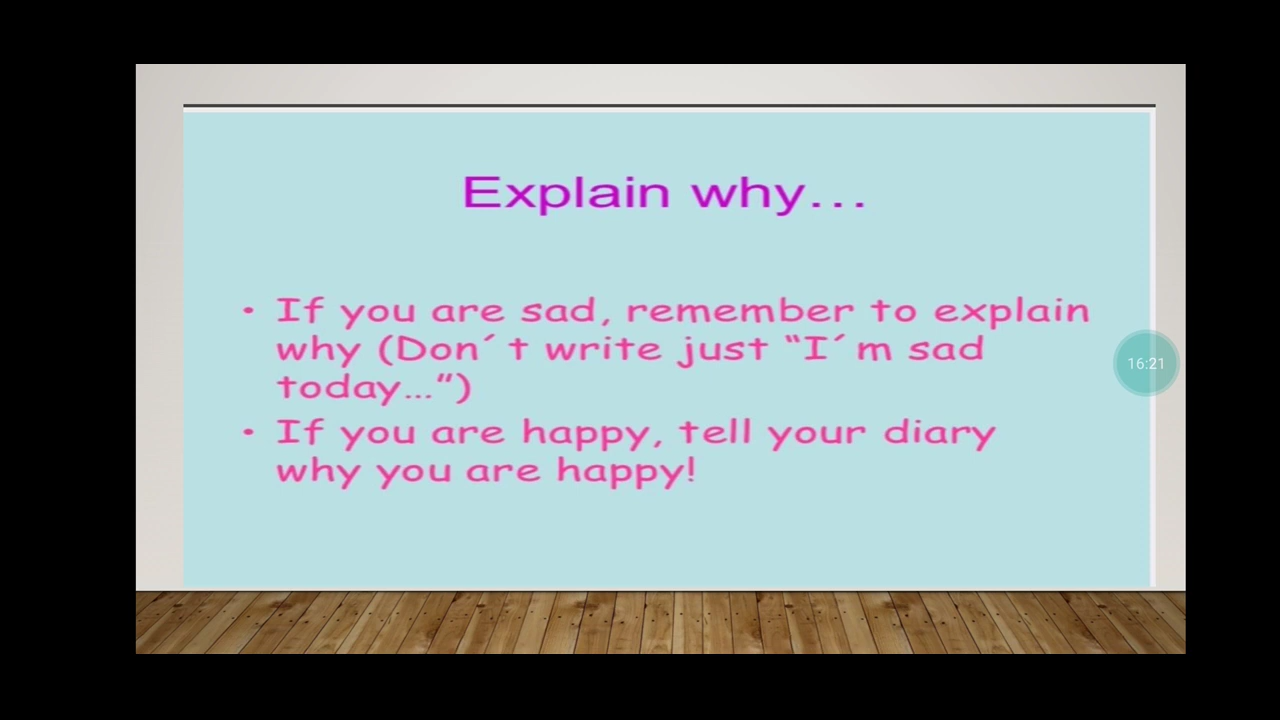 Explain why...
• If you are sad, remember to explain
why (Don´t write just “I´m sad
today...”)
16:21
• If you are happy, tell your diary
why you are happy!